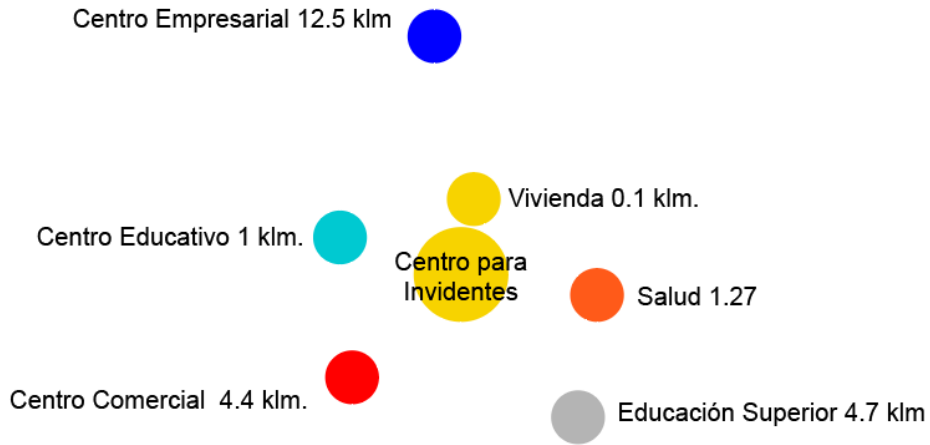 Centro Empresarial 12.5 klm
Vivienda 0.1 klm.
Centro Educativo 1 klm.
Centro para
Invidentes
Salud 1.27
Centro Comercial  4.4 klm.
Educación Superior 4.7 klm